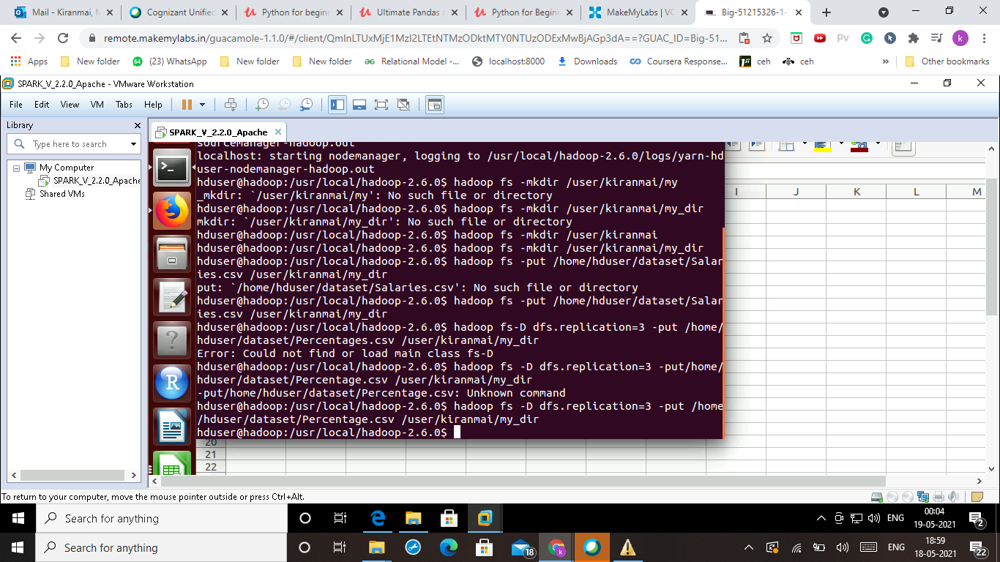 Mail - Kiranmai, M
Cognizant Unified
Python for beginn
Ultimate Pandas a
Python for Beginn
MakeMyLabs | VC
Big-51215326-1-
remote.makemylabs.in/guacamole-1.1.0/#/client/QmlnLTUxMjE1MzI2LTEtNTMzODktMTY0NTUzODExMwBjAGp3dA==?GUAC_ID=Big-51...
Apps
New folder
(23) WhatsApp
New folder
New folder
Relational Model -...
localhost:8000
Downloads
Coursera Response...
ceh
ceh
»
Other bookmarks
SPARK_V_2.2.0_Apache - VMware Workstation
File Edit View VM Tabs Help
Library
Type here to search
My Computer
SPARK_V_2.2.0_Apache
Shared VMs
SPARK_V_2.2.0_Apache
sourcemanager-hadoop.out
localhost: starting nodemanager, logging to /usr/local/hadoop-2.6.0/logs/yarn-hd
user-nodemanager-hadoop.out
hduser@hadoop:/usr/local/hadoop-2.6.0$ hadoop fs -mkdir /user/kiranmai/my
_mkdir: `/user/kiranmai/my': No such file or directory
hduser@hadoop:/usr/local/hadoop-2.6.0$ hadoop fs -mkdir /user/kiranmai/my_dir
mkdir: `/user/kiranmai/my_dir': No such file or directory
hduser@hadoop:/usr/local/hadoop-2.6.0$ hadoop fs -mkdir /user/kiranmai
hduser@hadoop:/usr/local/hadoop-2.6.0$ hadoop fs -mkdir /user/kiranmai/my_dir
hduser@hadoop:/usr/local/hadoop-2.6.0$ hadoop fs -put /home/hduser/dataset/Salar
ies.csv /user/kiranmai/my_dir
put: `/home/hduser/dataset/Salaries.csv': No such file or directory
hduser@hadoop:/usr/local/hadoop-2.6.0$ hadoop fs -put /home/hduser/dataset/Salar
ies.csv /user/kiranmai/my_dir
hduser@hadoop:/usr/local/hadoop-2.6.0$ hadoop fs-D dfs.replication=3 -put /home/
hduser/dataset/Percentages.csv /user/kiranmai/my_dir
Error: Could not find or load main class fs-D
hduser@hadoop:/usr/local/hadoop-2.6.0$ hadoop fs -D dfs.replication=3 -put/home/
hduser/dataset/Percentage.csv /user/kiranmai/my_dir
-put/home/hduser/dataset/Percentage.csv: Unknown command
hduser@hadoop:/usr/local/hadoop-2.6.0$ hadoop fs -D dfs.replication=3 -put /home
/hduser/dataset/Percentage.csv /user/kiranmai/my_dir
hduser@hadoop:/usr/local/hadoop-2.6.0$
I J K L M
20
21
22
To return to your computer, move the mouse pointer outside or press Ctrl+Alt.
Search for anything
ENG
00:04
19-05-2021
2
Search for anything
18
ENG
18:59
18-05-2021
22